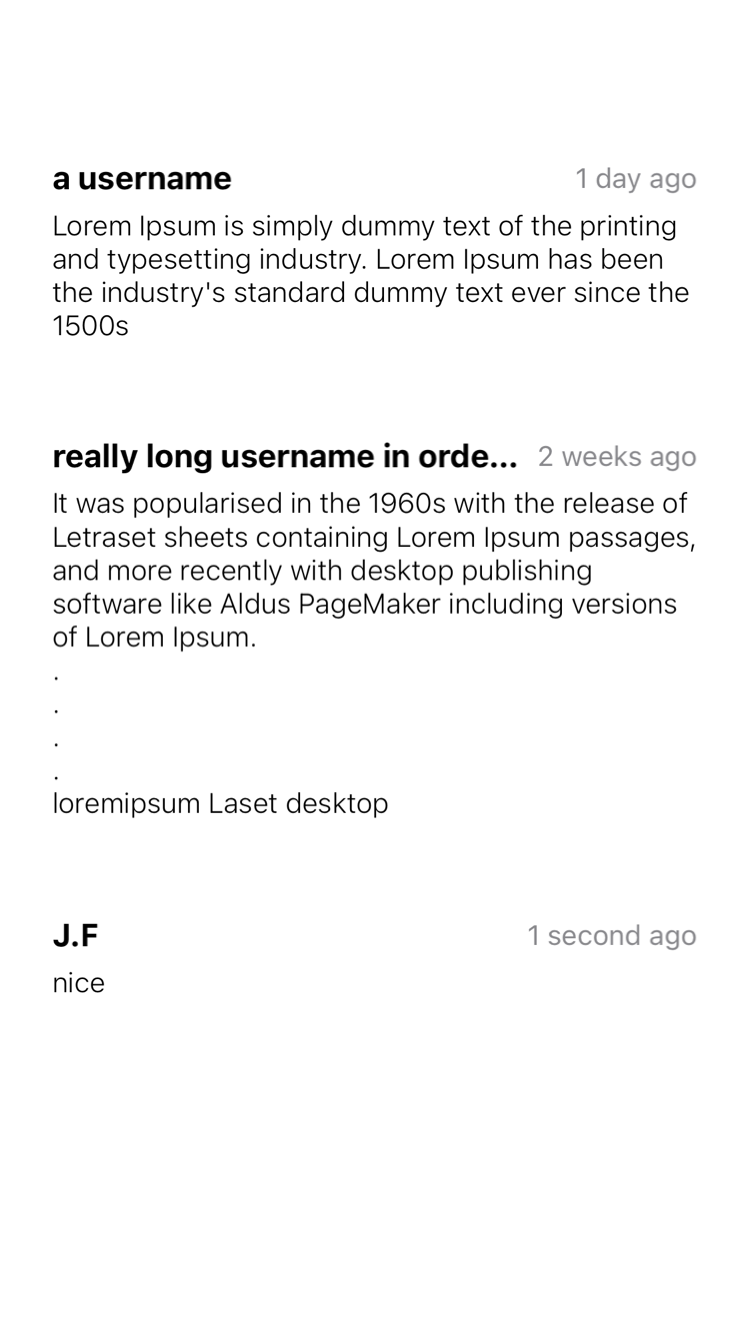 a username
1 day ago
Lorem Ipsum is simply dummy text of the printing
and typesetting industry. Lorem Ipsum has been
the industry's standard dummy text ever since the
1500s
really long username in orde...
2 weeks ago
It was popularised in the 1960s with the release of
Letraset sheets containing Lorem Ipsum passages,
and more recently with desktop publishing
software like Aldus PageMaker including versions
of Lorem Ipsum.
.
.
.
.
loremipsum Laset desktop
J.F
1 second ago
nice